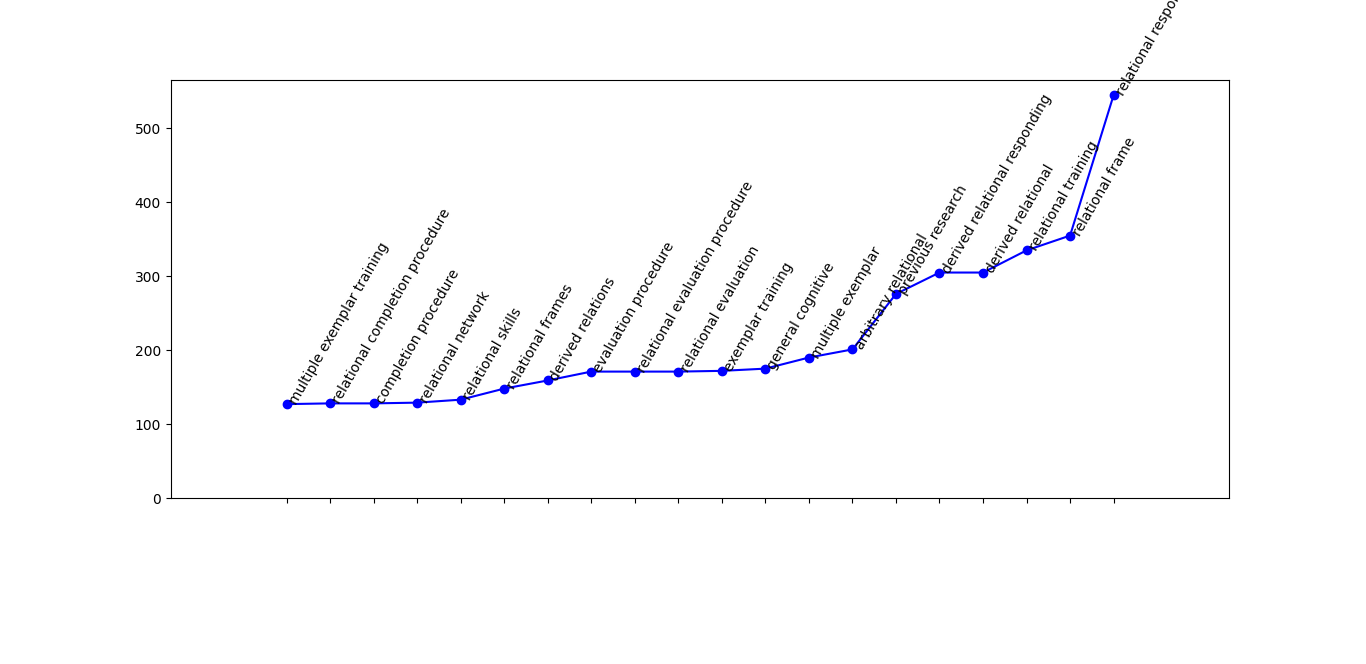 500
400
300
200
100
0
multiple exemplar training
relational completion procedure
completion procedure
relational network
relational skills
relational frames
derived relations
evaluation procedure
relational evaluation procedure
relational evaluation
exemplar training
general cognitive
multiple exemplar
arbitrary relational
previous research
derived relational responding
derived relational
relational training
relational frame
relational